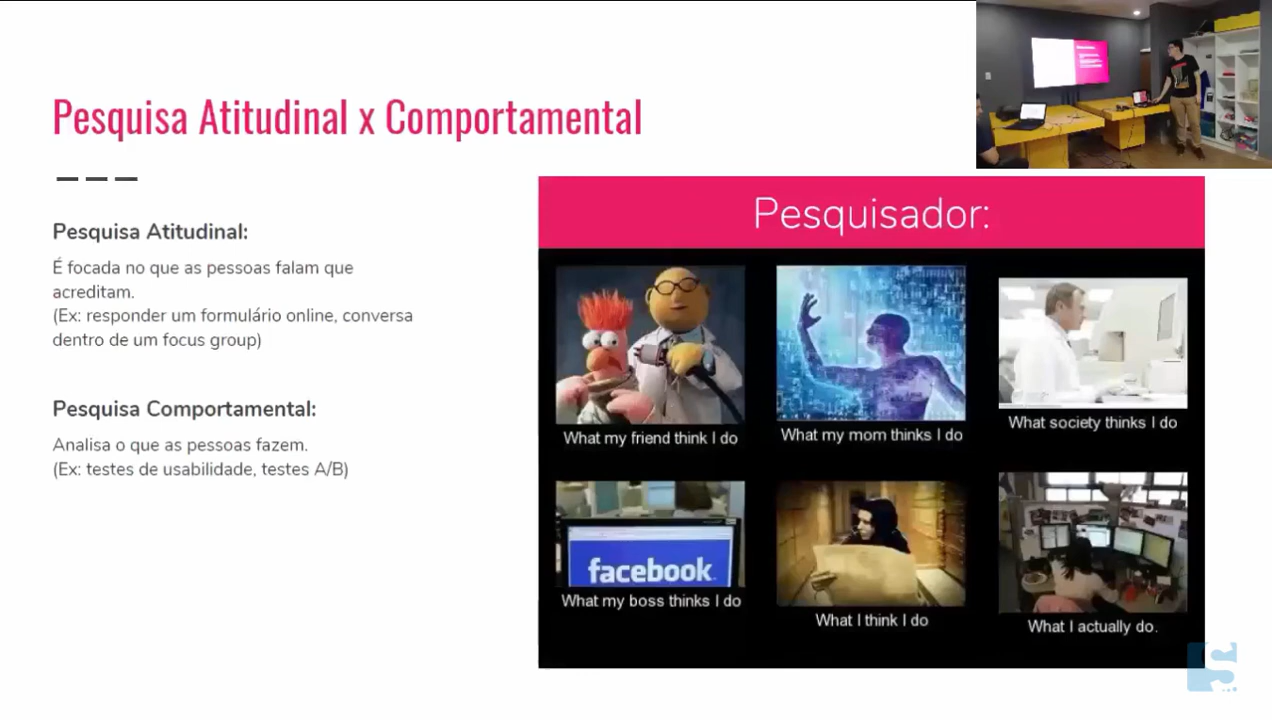 Pesquisa Atitudinal x Comportamental
Pesquisa Atitudinal:
É focada no que as pessoas falam que
acreditam.
(Ex: responder um formulário online, conversa
dentro de um focus group)
Pesquisa Comportamental:
Analisa o que as pessoas fazem.
(Ex: testes de usabilidade, testes A/B)
Pesquisador:
What my friend think I do
What my mom thinks I do
What society thinks I do
facebook.
What my boss thinks I do
What I think I do
What I actually do.